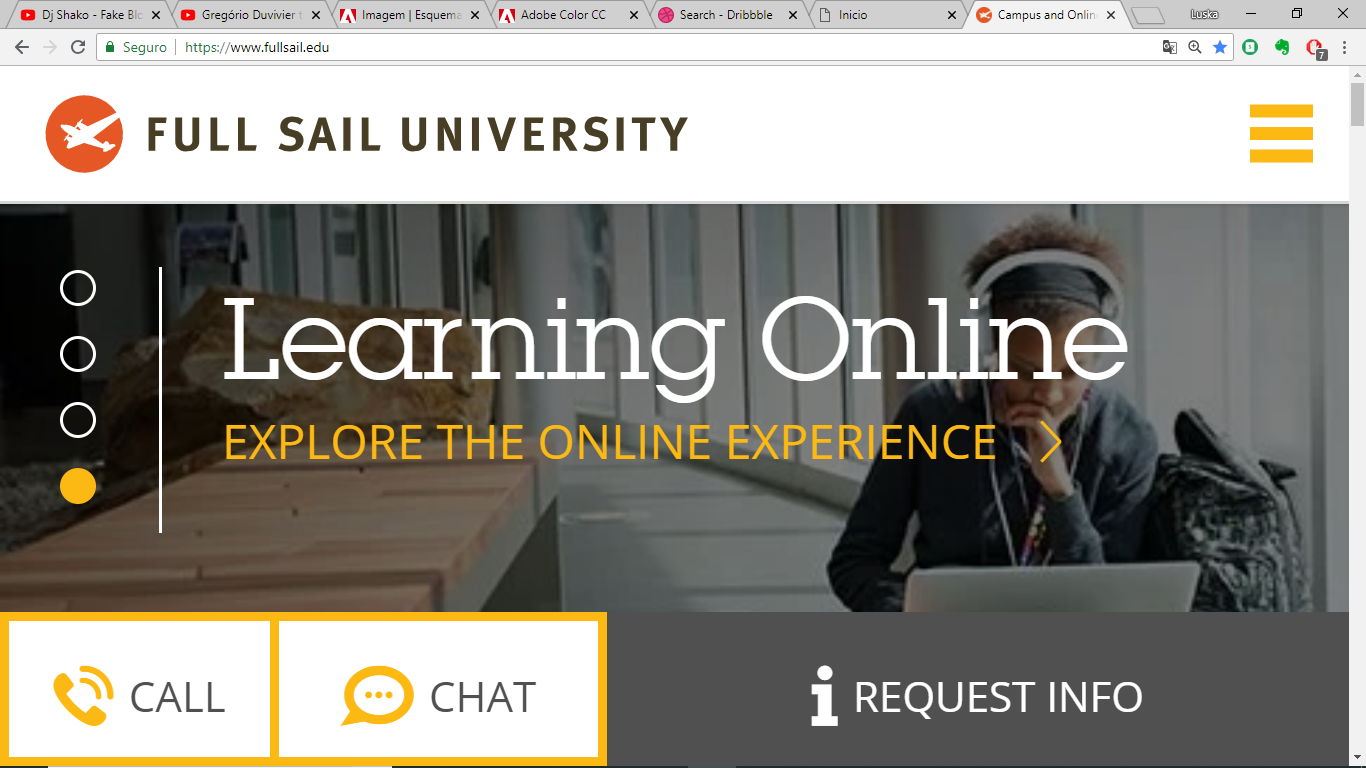 Dj Shako - Fake Blo
Gregório Duvivier t
Imagem | Esquema
Adobe Color CC
Search - Dribbble
Inicio
Campus and Onlin
Luska
Seguro
https://www.fullsail.edu
7
FULL SAIL UNIVERSITY
Learning Online
EXPLORE THE ONLINE EXPERIENCE
CALL
CHAT
REQUEST INFO